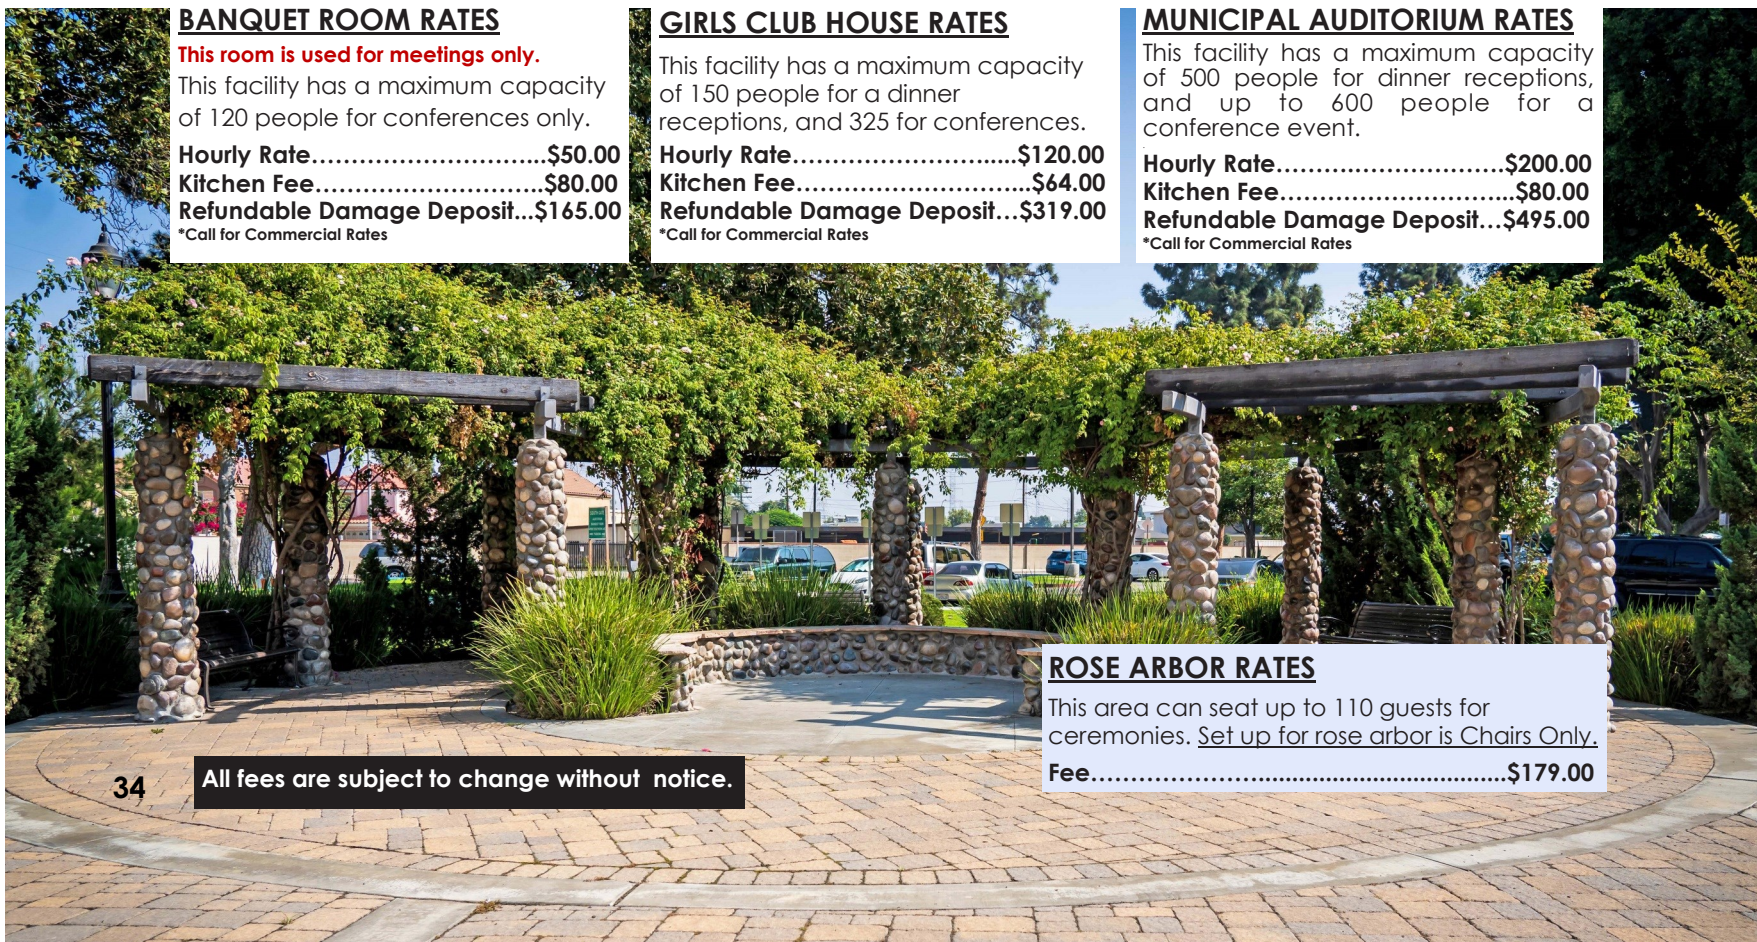 BANQUET ROOM RATES
This room is used for meetings only.
This facility has a maximum capacity
of 120 people for conferences only.
Hourly Rate…………………………...$50.00
Kitchen Fee………………………..$80.00
Refundable Damage Deposit...$165.00
*Call for Commercial Rates
GIRLS CLUB HOUSE RATES
This facility has a maximum capacity
of 150 people for a dinner
receptions, and 325 for conferences.
Hourly Rate…………………….....$120.00
Kitchen Fee………………………...$64.00
Refundable Damage Deposit…$319.00
*Call for Commercial Rates
MUNICIPAL AUDITORIUM RATES
This facility has a maximum capacity
of 500 people for dinner receptions,
and up to 600 people for a
conference event.
Hourly Rate………………………….$200.00
Kitchen Fee………………………...$80.00
Refundable Damage Deposit…$495.00
*Call for Commercial Rates
ROSE ARBOR RATES
This area can seat up to 110 guests for
ceremonies. Set up for rose arbor is Chairs Only.
Fee……………………..................................$179.00
34
All fees are subject to change without  notice.